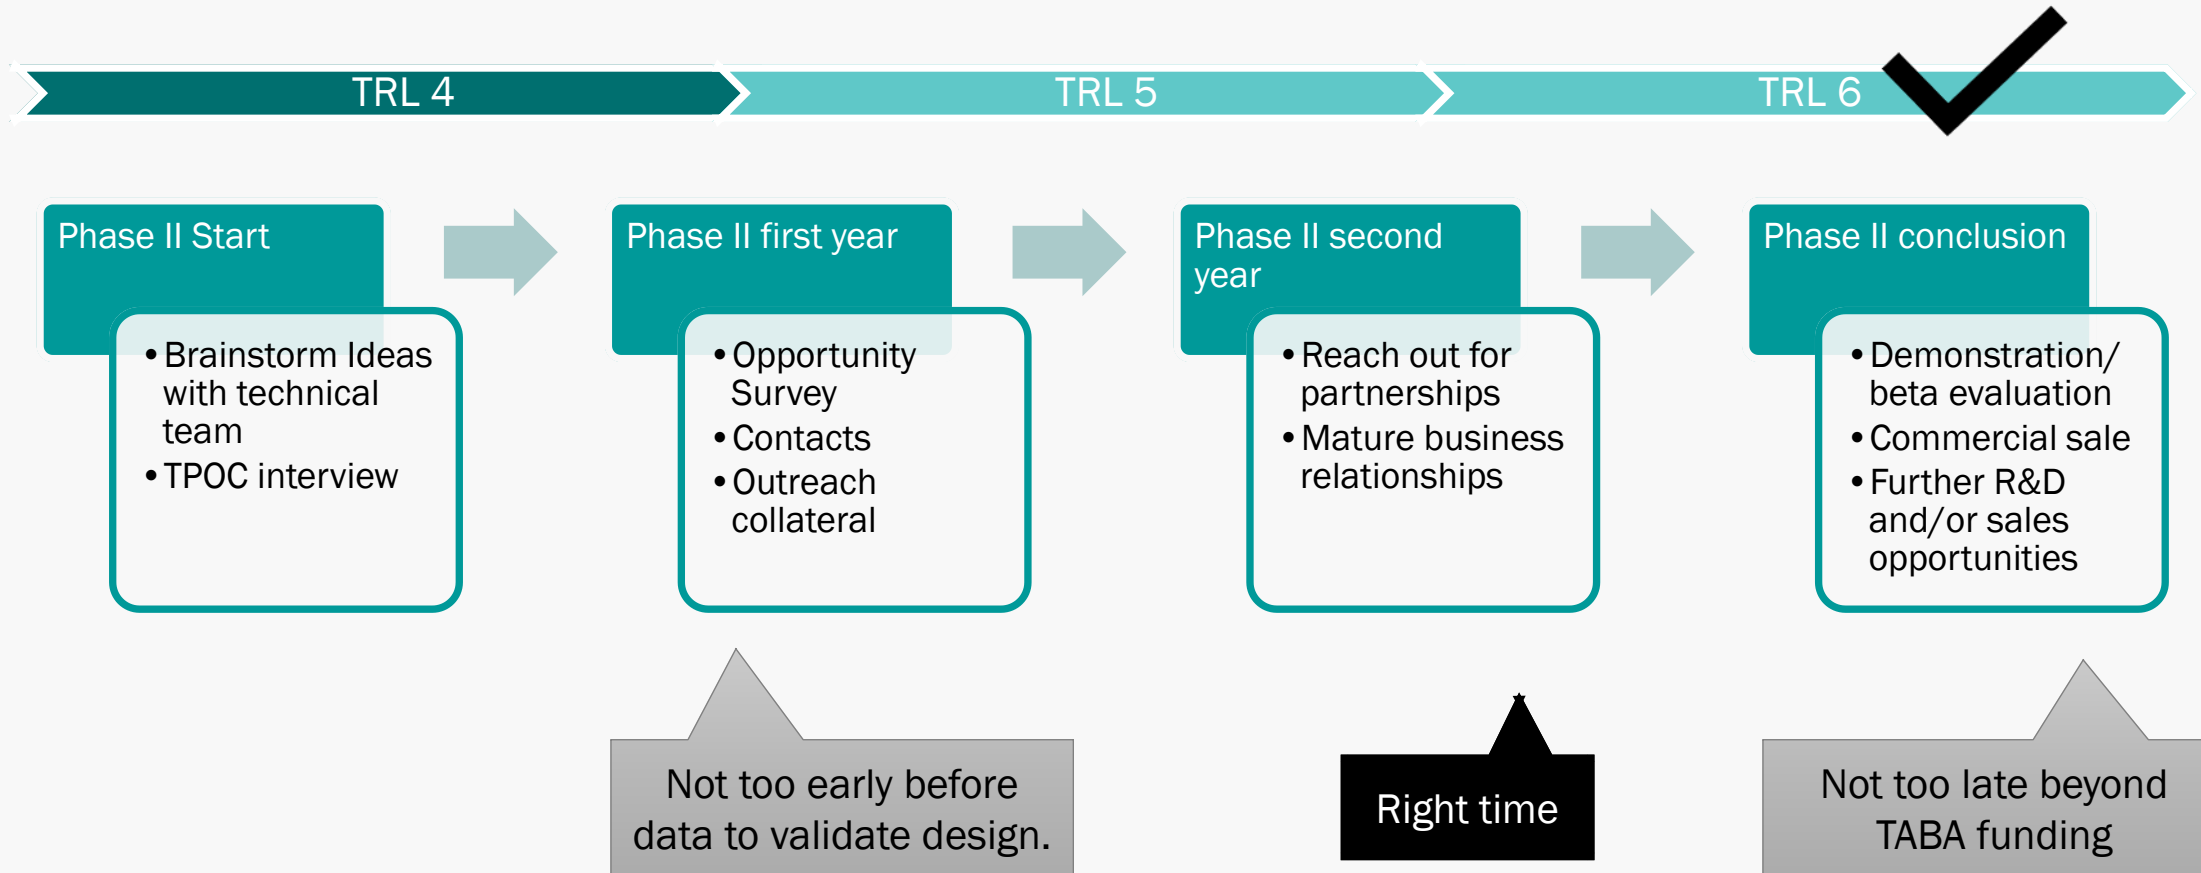 TRL 4
TRL 5
TRL 6
Phase II Start
•Brainstorm Ideas
with technical
team
•TPOC interview
Phase II first year
•Opportunity
Survey
•Contacts
•Outreach
collateral
Phase II second
year
•Reach out for
partnerships
•Mature business
relationships
Phase II conclusion
•Demonstration/
beta evaluation
•Commercial sale
•Further R&D
and/or sales
opportunities
Not too early before
data to validate design.
Right time
Not too late beyond
TABA funding